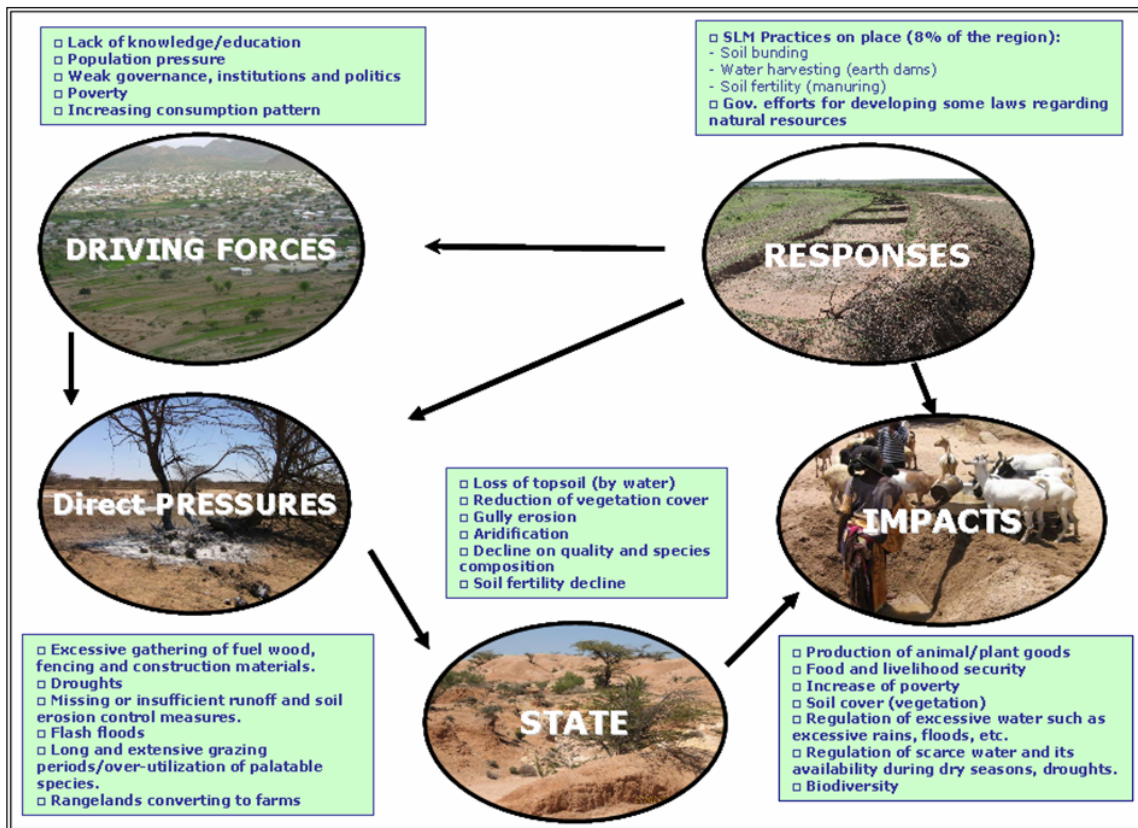 □ Lack of knowledge/education
□ Population pressure
□ Weak governance, institutions and politics
□ Poverty
□ Increasing consumption pattern
□ SLM Practices on place (8% of the region):
- Soil bunding
- Water harvesting (earth dams)
- Soil fertility (manuring)
□ Gov. efforts for developing some laws regarding
natural resources
DRIVING FORCES
RESPONSES
Direct PRESSURES
□ Loss of topsoil (by water)
□ Reduction of vegetation cover
□ Gully erosion
□ Aridification
□ Decline on quality and species
composition
□ Soil fertility decline
IMPACTS
□ Excessive gathering of fuel wood,
fencing and construction materials.
□ Droughts
□ Missing or insufficient runoff and soil
erosion control measures.
□ Flash floods
□ Long and extensive grazing
periods/over-utilization of palatable
species.
□ Rangelands converting to farms
STATE
□ Production of animal/plant goods
□ Food and livelihood security
□ Increase of poverty
□ Soil cover (vegetation)
□ Regulation of excessive water such as
excessive rains, floods, etc.
□ Regulation of scarce water and its
availability during dry seasons, droughts.
□ Biodiversity